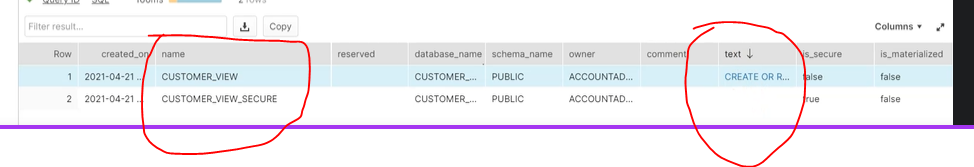 Query ID SQL 2 rows
Filter result... Copy Columns
Row created_on name reserved database_name schema_name owner comment text ↓ is_secure is_materialized
1 2021-04-21 ... CUSTOMER_VIEW CUSTOMER_... PUBLIC ACCOUNTAD... CREATE OR R... false false
2 2021-04-21 ... CUSTOMER_VIEW_SECURE CUSTOMER_... PUBLIC ACCOUNTAD... true false